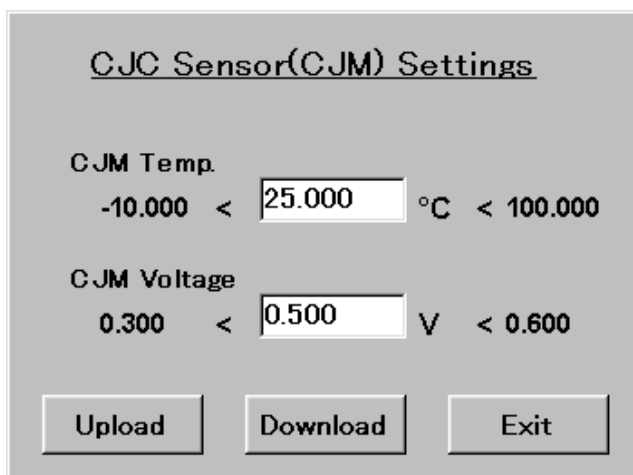 CJC Sensor(CJM) Settings
CJM Temp.
-10.000 < 25.000 °C < 100.000
CJM Voltage
0.300 < 0.500 V < 0.600
Upload Download Exit